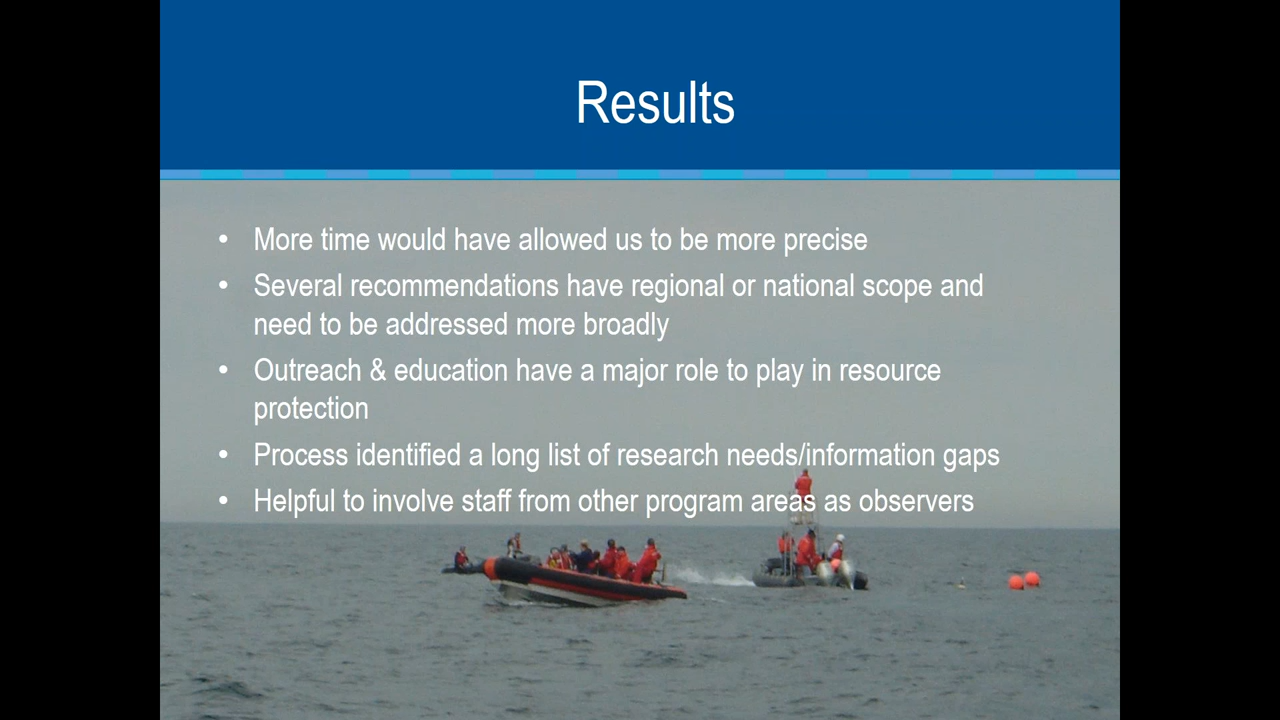 Results
• More time would have allowed us to be more precise
• Several recommendations have regional or national scope and
need to be addressed more broadly
• Outreach & education have a major role to play in resource
protection
• Process identified a long list of research needs/information gaps
• Helpful to involve staff from other program areas as observers